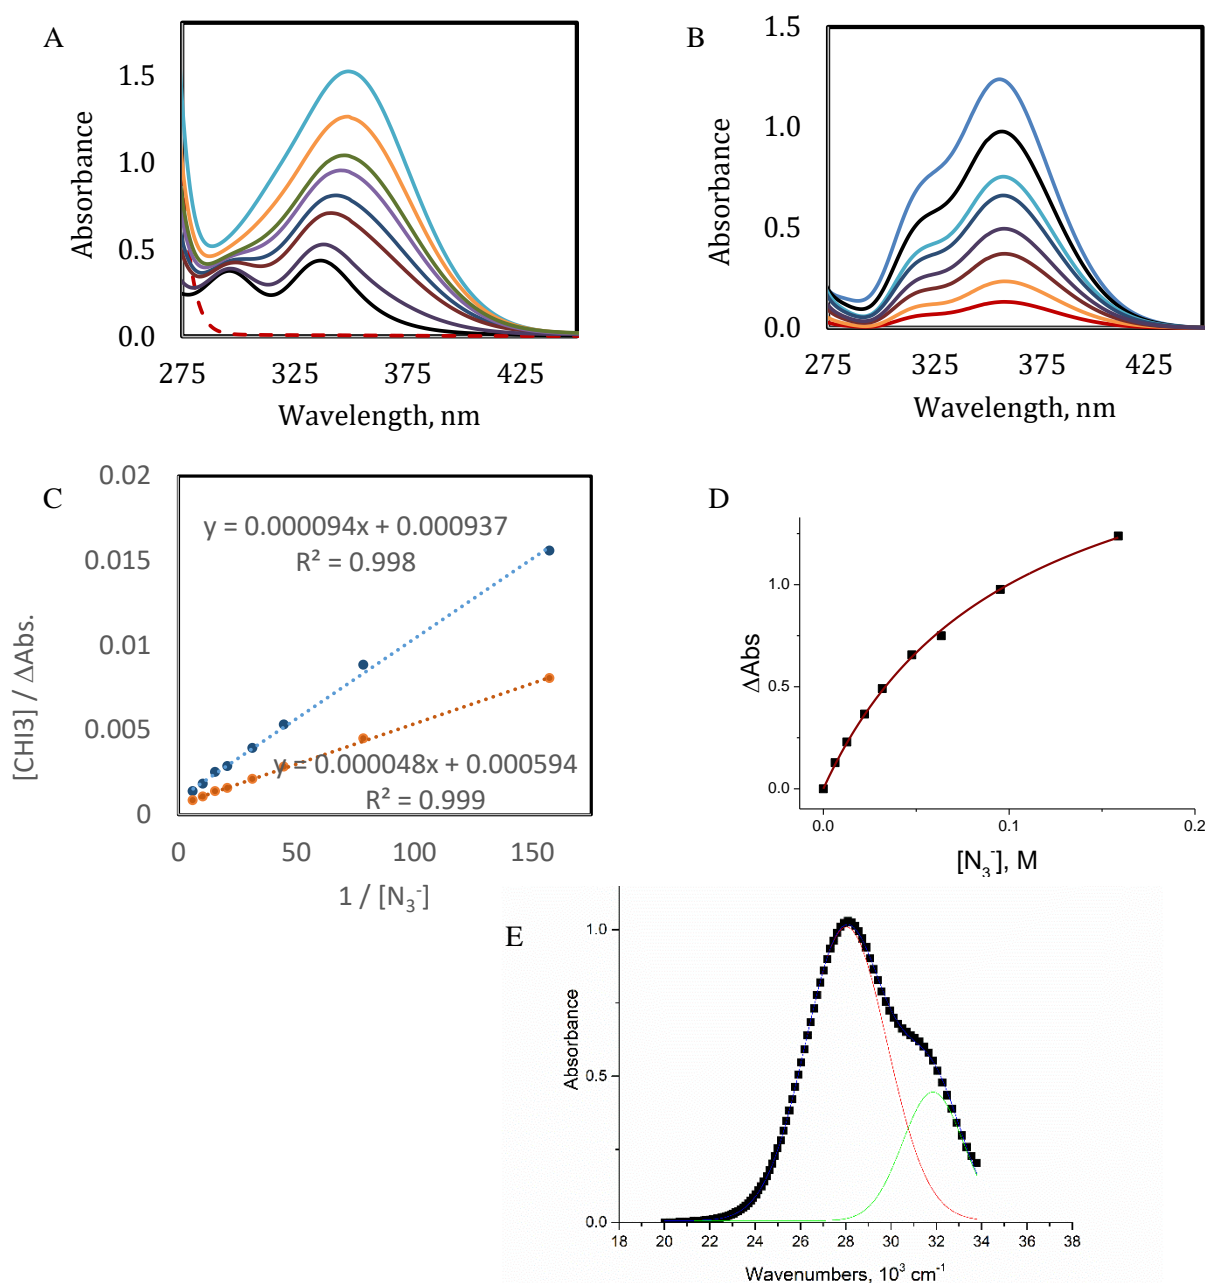 A
Absorbance
1.5
1.0
0.5
0.0
275 325 375 425
Wavelength, nm
B
Absorbance
1.5
1.0
0.5
0.0
275 325 375 425
Wavelength, nm
C
[CHI3] / ΔAbs.
0.02
0.015
0.01
0.005
0
y = 0.000094x + 0.000937
R² = 0.998
y = 0.000048x + 0.000594
R² = 0.999
0 50 100 150
1 / [N₃⁻]
D
ΔAbs
1.0
0.5
0.0
0.0 0.1 0.2
[N₃⁻], M
E
Absorbance
1.0
0.5
0.0
18 20 22 24 26 28 30 32 34 36 38
Wavenumbers, 10³ cm⁻¹